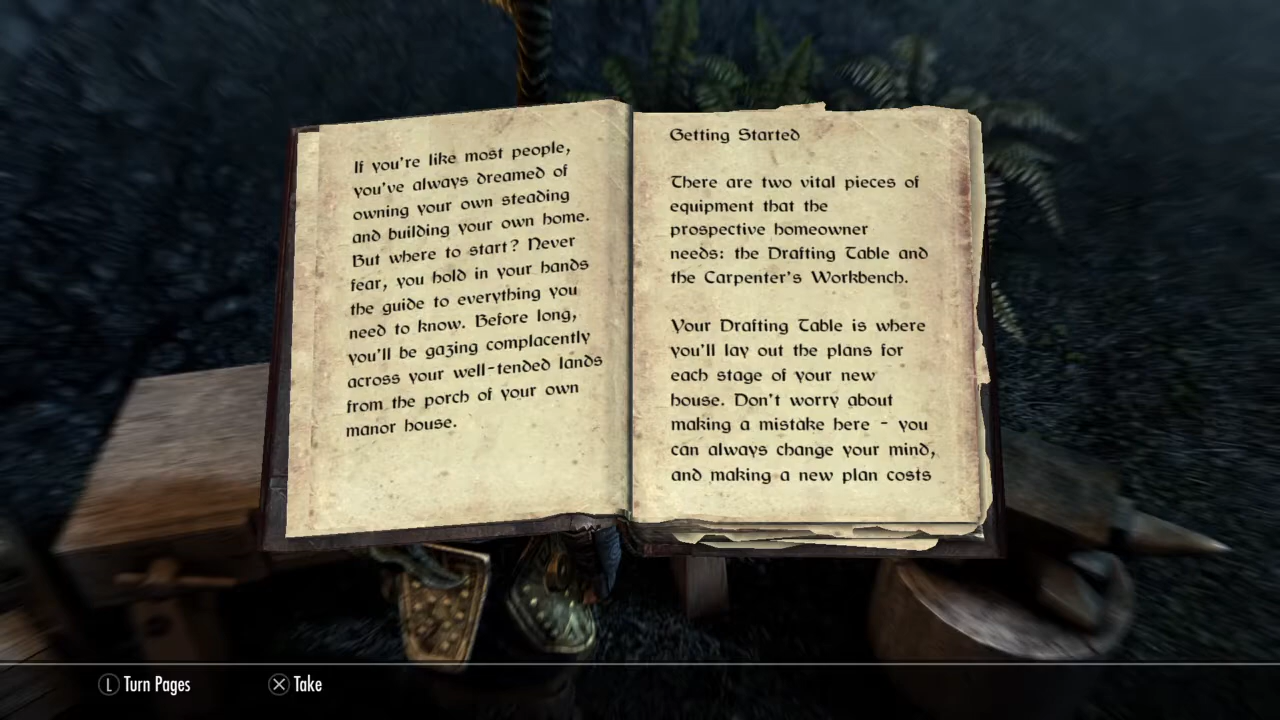 If you're like most people,
you've always dreamed of
owning your own steading
and building your own home.
But where to start? Never
fear, you hold in your hands
the guide to everything you
need to know. Before long,
you'll be gazing complacently
across your well-tended lands
from the porch of your own
manor house.
Getting Started
There are two vital pieces of
equipment that the
prospective homeowner
needs: the Drafting Table and
the Carpenter's Workbench.
Your Drafting Table is where
you'll lay out the plans for
each stage of your new
house. Don't worry about
making a mistake here - you
can always change your mind,
and making a new plan costs
L Turn Pages
X Take